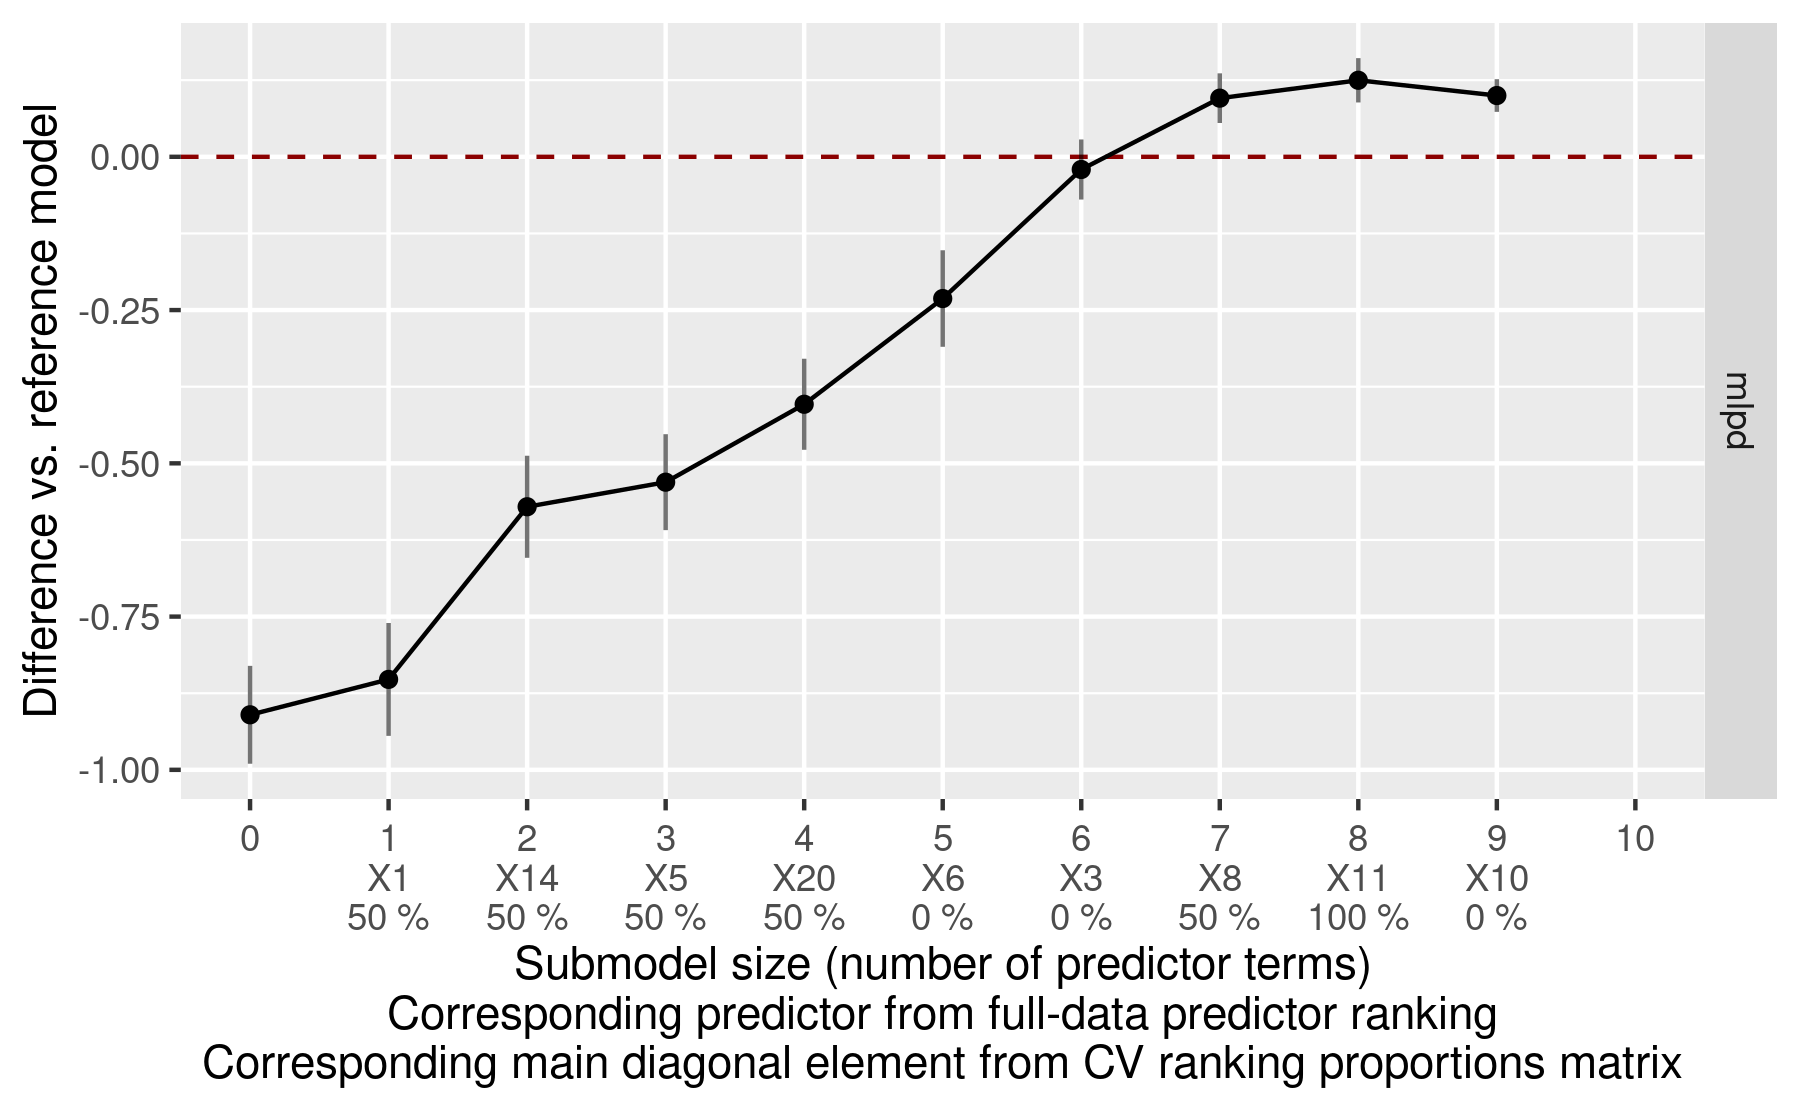 Difference vs. reference model
0.00
-0.25
-0.50
-0.75
-1.00
mlpd
0 1 2 3 4 5 6 7 8 9 10
X1 X14 X5 X20 X6 X3 X8 X11 X10
50 % 50 % 50 % 50 % 0 % 0 % 50 % 100 % 0 %
Submodel size (number of predictor terms)
Corresponding predictor from full-data predictor ranking
Corresponding main diagonal element from CV ranking proportions matrix